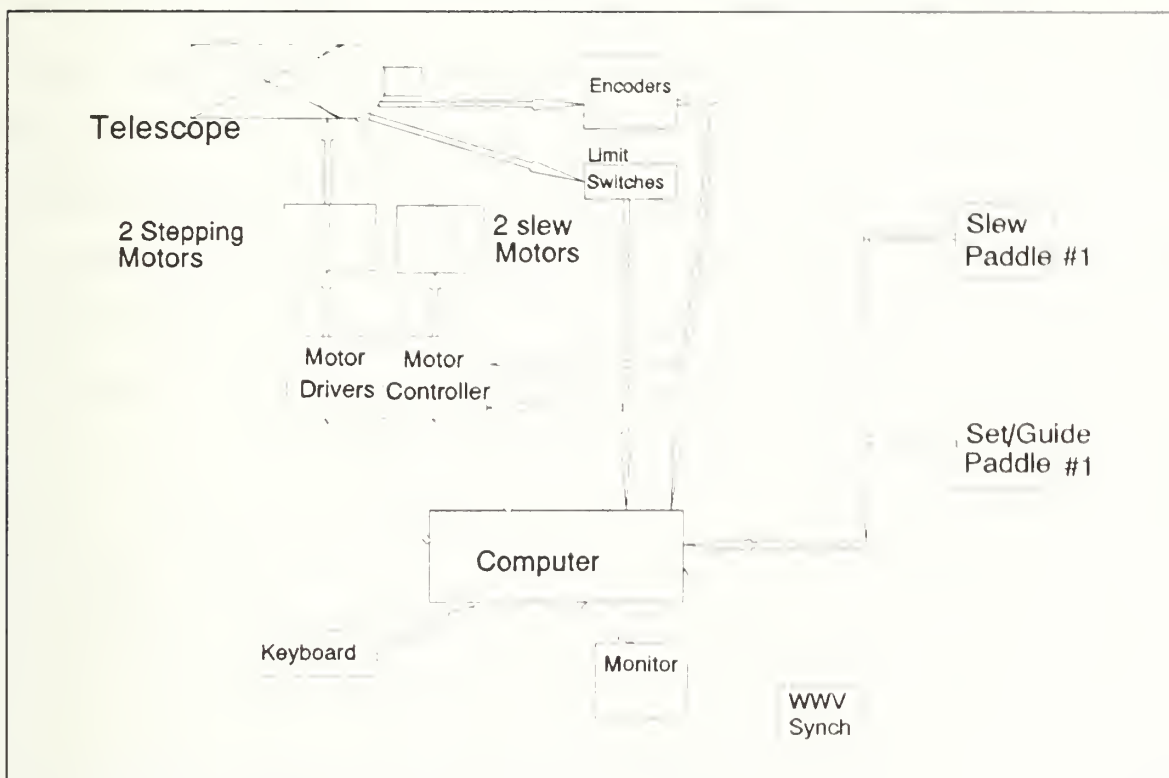 Encoders
Telescope
Limit
Switches
2 Stepping
Motors
2 slew
Motors
Slew
Paddle #1
Motor
Drivers
Motor
Controller
Set/Guide
Paddle #1
Computer
Keyboard
Monitor
WWV
Synch